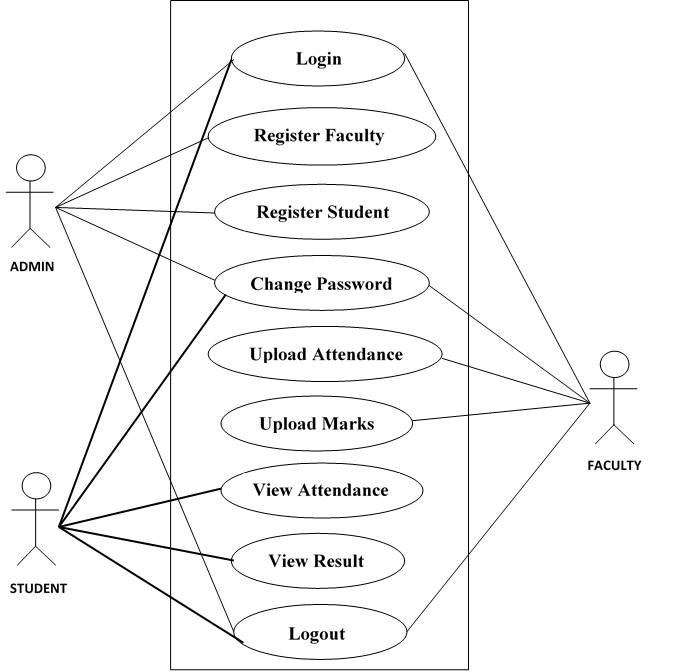 Login
Register Faculty
Register Student
ADMIN
Change Password
Upload Attendance
Upload Marks
FACULTY
View Attendance
View Result
STUDENT
Logout